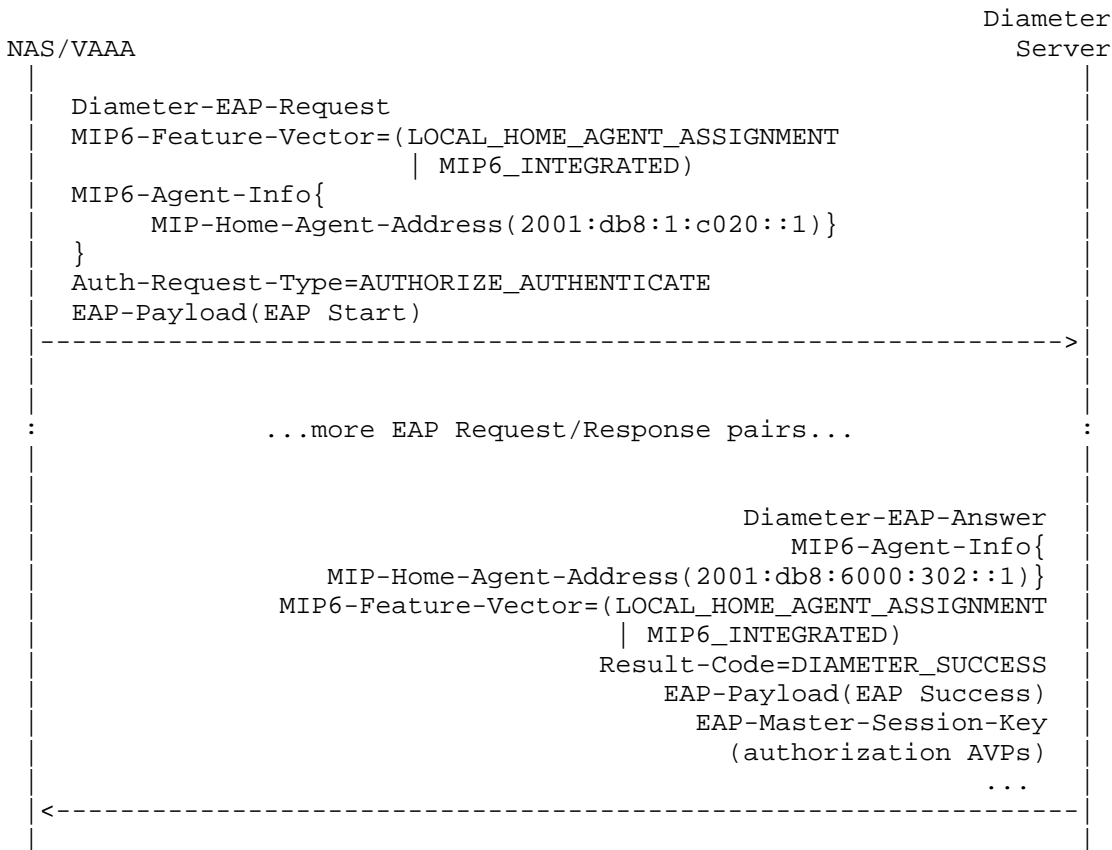 Diameter
NAS/VAAA Server
Diameter-EAP-Request
MIP6-Feature-Vector=(LOCAL_HOME_AGENT_ASSIGNMENT
| MIP6_INTEGRATED)
MIP6-Agent-Info{
MIP-Home-Agent-Address(2001:db8:1:c020::1)}
}
Auth-Request-Type=AUTHORIZE_AUTHENTICATE
EAP-Payload(EAP Start)
...more EAP Request/Response pairs...
Diameter-EAP-Answer
MIP6-Agent-Info{
MIP-Home-Agent-Address(2001:db8:6000:302::1)}
MIP6-Feature-Vector=(LOCAL_HOME_AGENT_ASSIGNMENT
| MIP6_INTEGRATED)
Result-Code=DIAMETER_SUCCESS
EAP-Payload(EAP Success)
EAP-Master-Session-Key
(authorization AVPs)
...